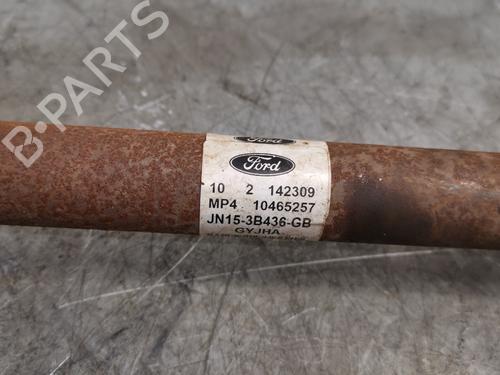 B-PARTS
Ford
Ford
10 2 142309
MP4 10465257
JN15-3B436-GB
GYJHA